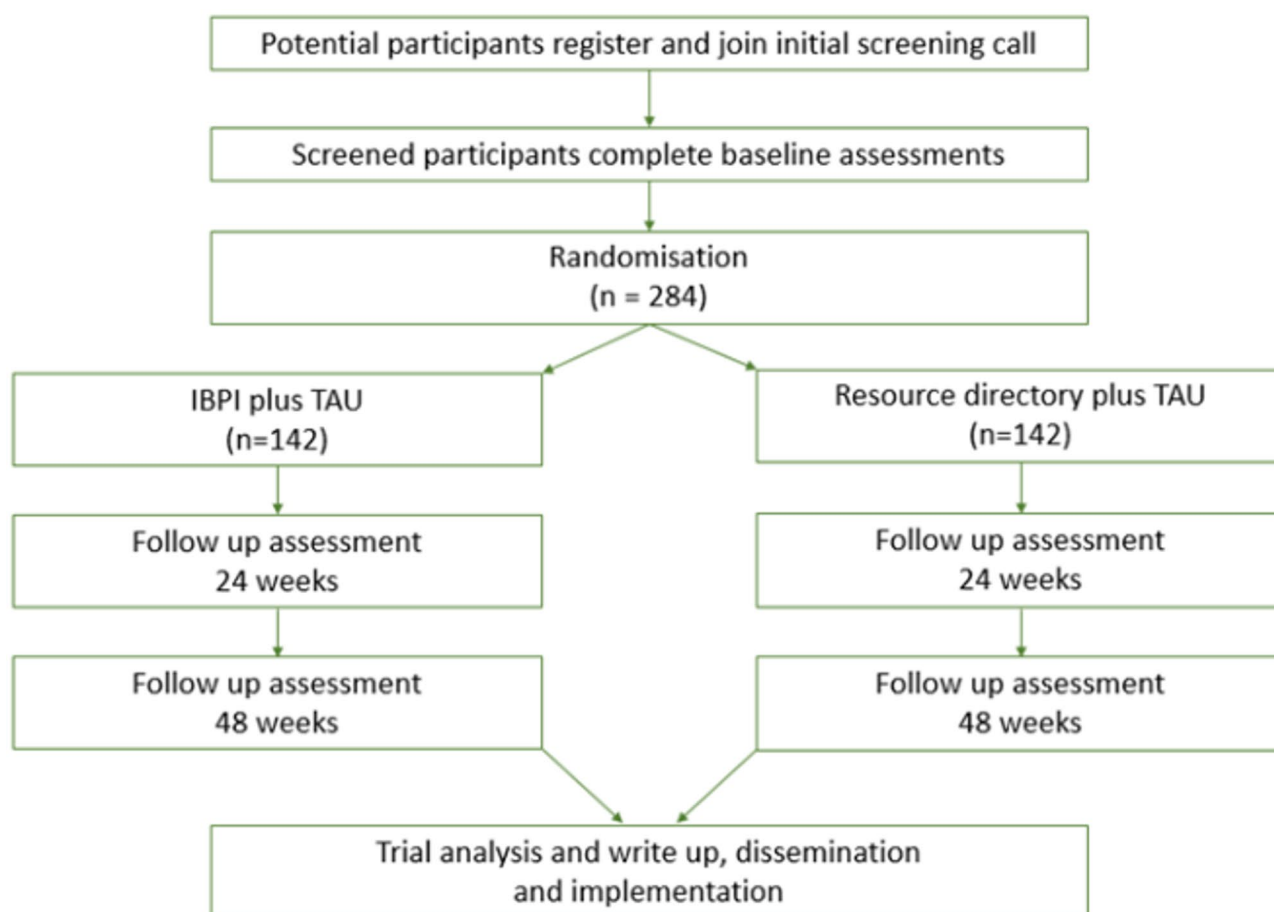 Potential participants register and join initial screening call
Screened participants complete baseline assessments
Randomisation
(n = 284)
IBPI plus TAU
(n=142)
Resource directory plus TAU
(n=142)
Follow up assessment
24 weeks
Follow up assessment
24 weeks
Follow up assessment
48 weeks
Follow up assessment
48 weeks
Trial analysis and write up, dissemination
and implementation